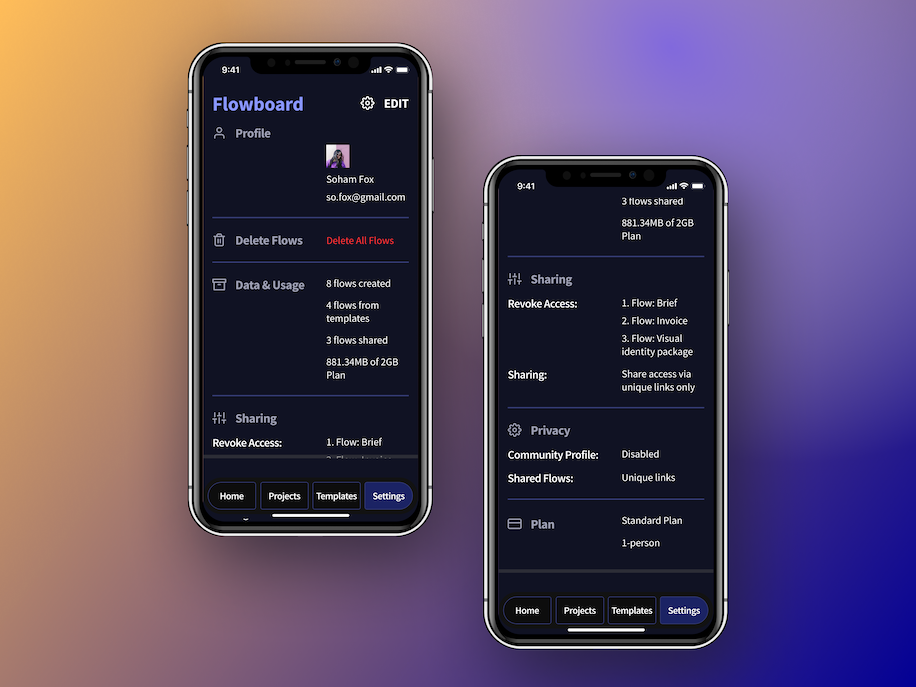 9:41
Flowboard
EDIT
Profile
Soham Fox
so.fox@gmail.com
Delete Flows
Delete All Flows
Data & Usage
8 flows created
4 flows from
templates
3 flows shared
881.34MB of 2GB
Plan
Sharing
Revoke Access:
1. Flow: Brief
Home
Projects
Templates
Settings
9:41
3 flows shared
881.34MB of 2GB
Plan
Sharing
Revoke Access:
1. Flow: Brief
2. Flow: Invoice
3. Flow: Visual
identity package
Sharing:
Share access via
unique links only
Privacy
Community Profile:
Disabled
Shared Flows:
Unique links
Plan
Standard Plan
1-person
Home
Projects
Templates
Settings